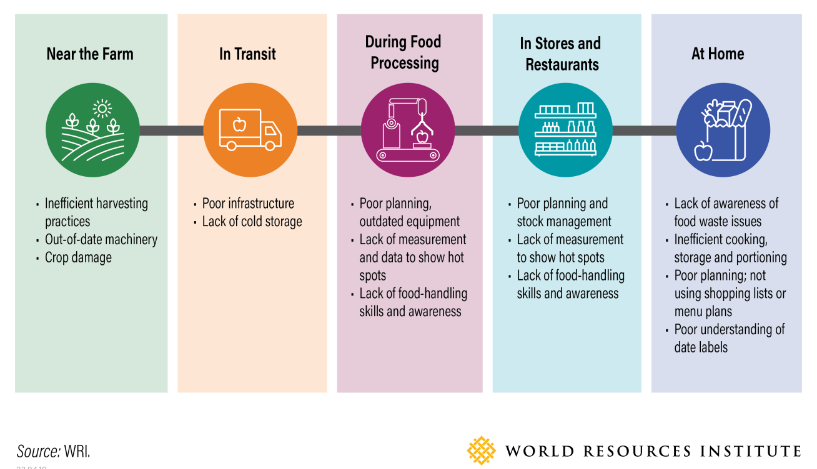 Near the Farm
• Inefficient harvesting
practices
• Out-of-date machinery
• Crop damage
In Transit
• Poor infrastructure
• Lack of cold storage
During Food
Processing
• Poor planning,
outdated equipment
• Lack of measurement
and data to show hot
spots
• Lack of food-handling
skills and awareness
In Stores and
Restaurants
• Poor planning and
stock management
• Lack of measurement
to show hot spots
• Lack of food-handling
skills and awareness
At Home
• Lack of awareness of
food waste issues
• Inefficient cooking,
storage and portioning
• Poor planning; not
using shopping lists or
menu plans
• Poor understanding of
date labels
Source: WRI.
WORLD RESOURCES INSTITUTE